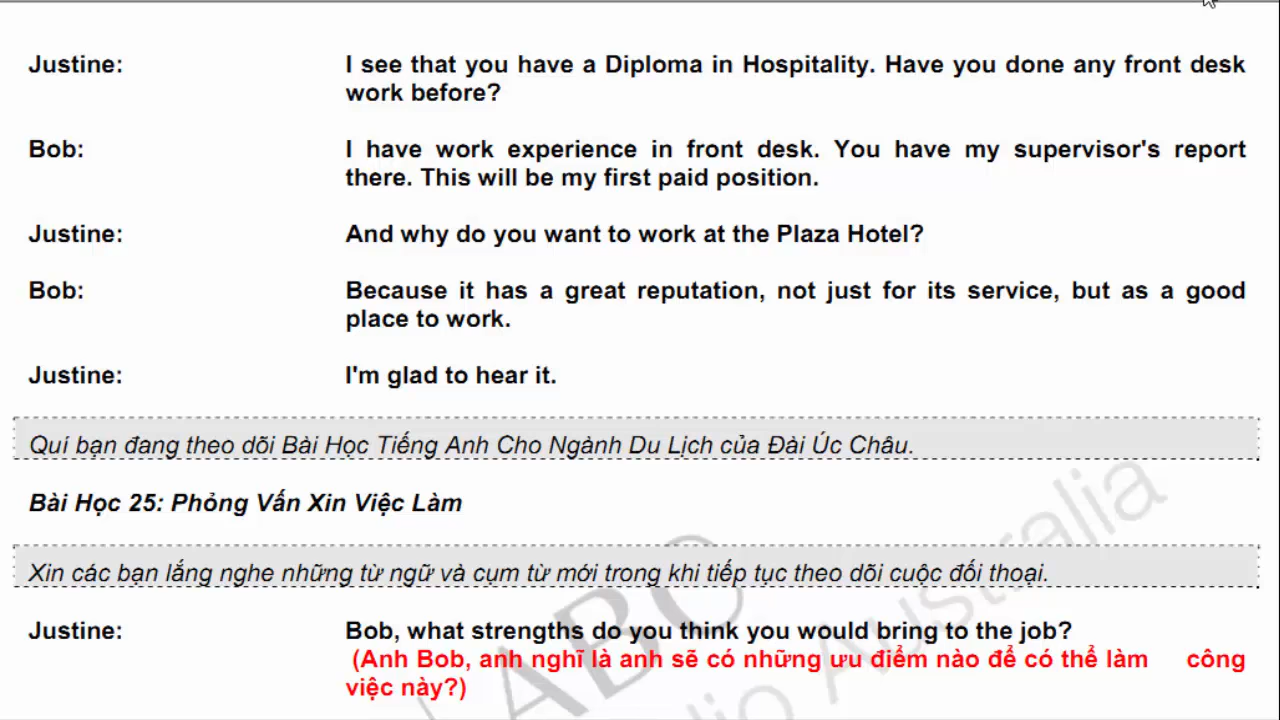 Justine: I see that you have a Diploma in Hospitality. Have you done any front desk
work before?
Bob: I have work experience in front desk. You have my supervisor's report
there. This will be my first paid position.
Justine: And why do you want to work at the Plaza Hotel?
Bob: Because it has a great reputation, not just for its service, but as a good
place to work.
Justine: I'm glad to hear it.
Quí bạn đang theo dõi Bài Học Tiếng Anh Cho Ngành Du Lịch của Đài Úc Châu.
Bài Học 25: Phỏng Vấn Xin Việc Làm
Xin các bạn lắng nghe những từ ngữ và cụm từ mới trong khi tiếp tục theo dõi cuộc đối thoại.
Justine: Bob, what strengths do you think you would bring to the job?
(Anh Bob, anh nghĩ là anh sẽ có những ưu điểm nào để có thể làm công
việc này?)
ABC
Australia